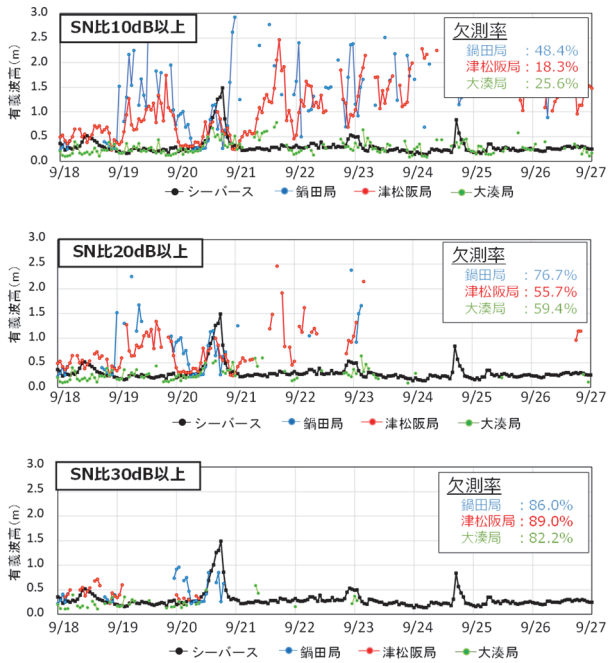 SN比10dB以上
欠測率
鍋田局 : 48.4%
津松阪局 : 18.3%
大湊局 : 25.6%
有義波高(m)
3.0
2.5
2.0
1.5
1.0
0.5
0.0
9/18 9/19 9/20 9/21 9/22 9/23 9/24 9/25 9/26 9/27
シーバース 鍋田局 津松阪局 大湊局
SN比20dB以上
欠測率
鍋田局 : 76.7%
津松阪局 : 55.7%
大湊局 : 59.4%
有義波高(m)
3.0
2.5
2.0
1.5
1.0
0.5
0.0
9/18 9/19 9/20 9/21 9/22 9/23 9/24 9/25 9/26 9/27
シーバース 鍋田局 津松阪局 大湊局
SN比30dB以上
欠測率
鍋田局 : 86.0%
津松阪局 : 89.0%
大湊局 : 82.2%
有義波高(m)
3.0
2.5
2.0
1.5
1.0
0.5
0.0
9/18 9/19 9/20 9/21 9/22 9/23 9/24 9/25 9/26 9/27
シーバース 鍋田局 津松阪局 大湊局